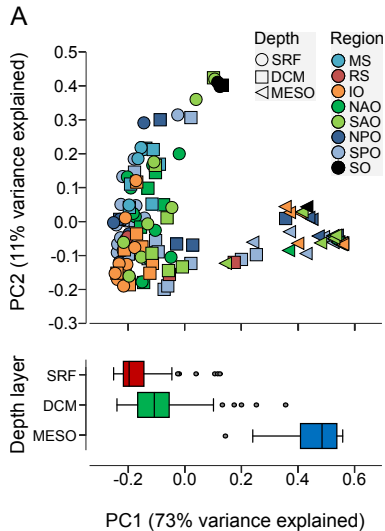 A
Depth
SRF
DCM
MESO
Region
MS
RS
IO
NAO
SAO
NPO
SPO
SO
PC2 (11% variance explained)
0.5
0.4
0.3
0.2
0.1
0.0
-0.1
-0.2
-0.3
Depth layer
SRF
DCM
MESO
-0.2 0.0 0.2 0.4 0.6
PC1 (73% variance explained)